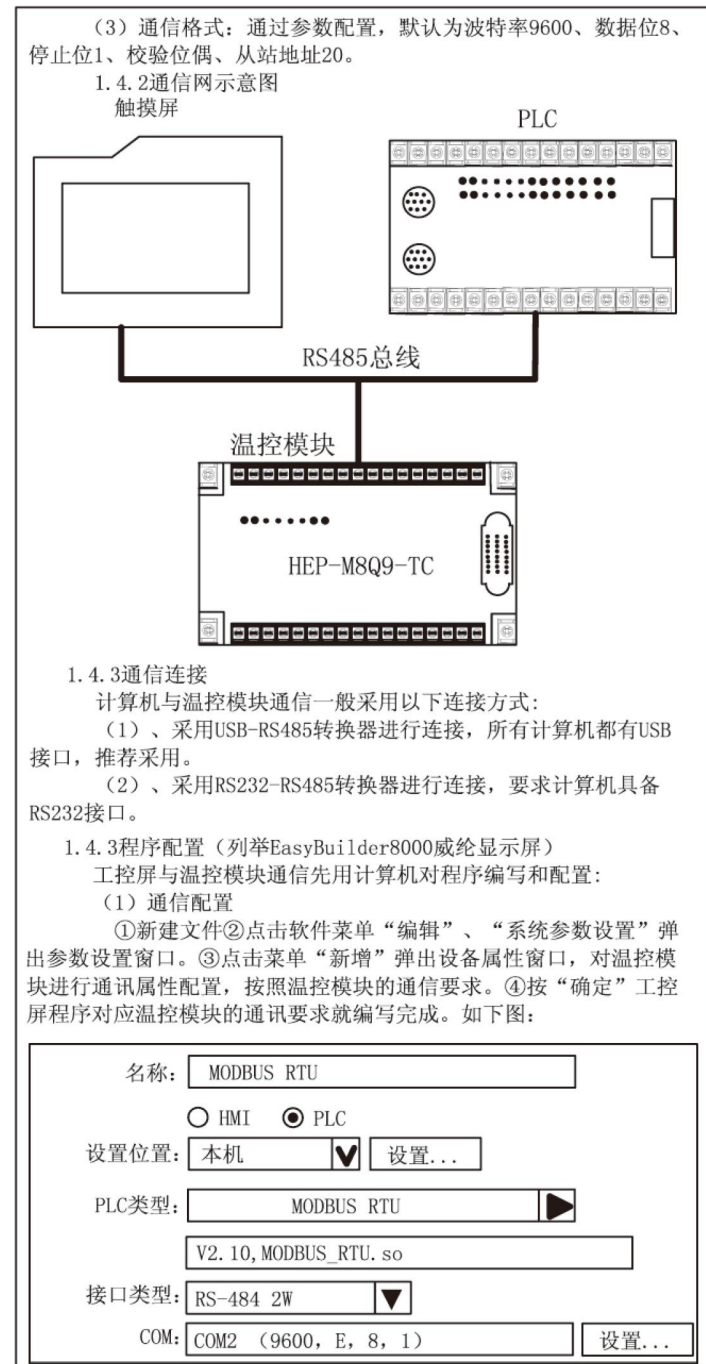 （3）通信格式：通过参数配置，默认为波特率9600、数据位8、
停止位1、校验位偶、从站地址20。
1.4.2通信网示意图
触摸屏
PLC
RS485总线
温控模块
HEP-M8Q9-TC
1.4.3通信连接
计算机与温控模块通信一般采用以下连接方式:
（1）、采用USB-RS485转换器进行连接，所有计算机都有USB
接口，推荐采用。
（2）、采用RS232-RS485转换器进行连接，要求计算机具备
RS232接口。
1.4.3程序配置（列举EasyBuilder8000威纶显示屏）
工控屏与温控模块通信先用计算机对程序编写和配置:
（1）通信配置
①新建文件②点击软件菜单“编辑”、“系统参数设置”弹
出参数设置窗口。③点击菜单“新增”弹出设备属性窗口，对温控模
块进行通讯属性配置，按照温控模块的通信要求。④按“确定”工控
屏程序对应温控模块的通讯要求就编写完成。如下图:
名称: MODBUS RTU
HMI PLC
设置位置: 本机 设置...
PLC类型: MODBUS RTU
V2.10,MODBUS_RTU.so
接口类型: RS-484 2W
COM: COM2 （9600, E, 8, 1） 设置...